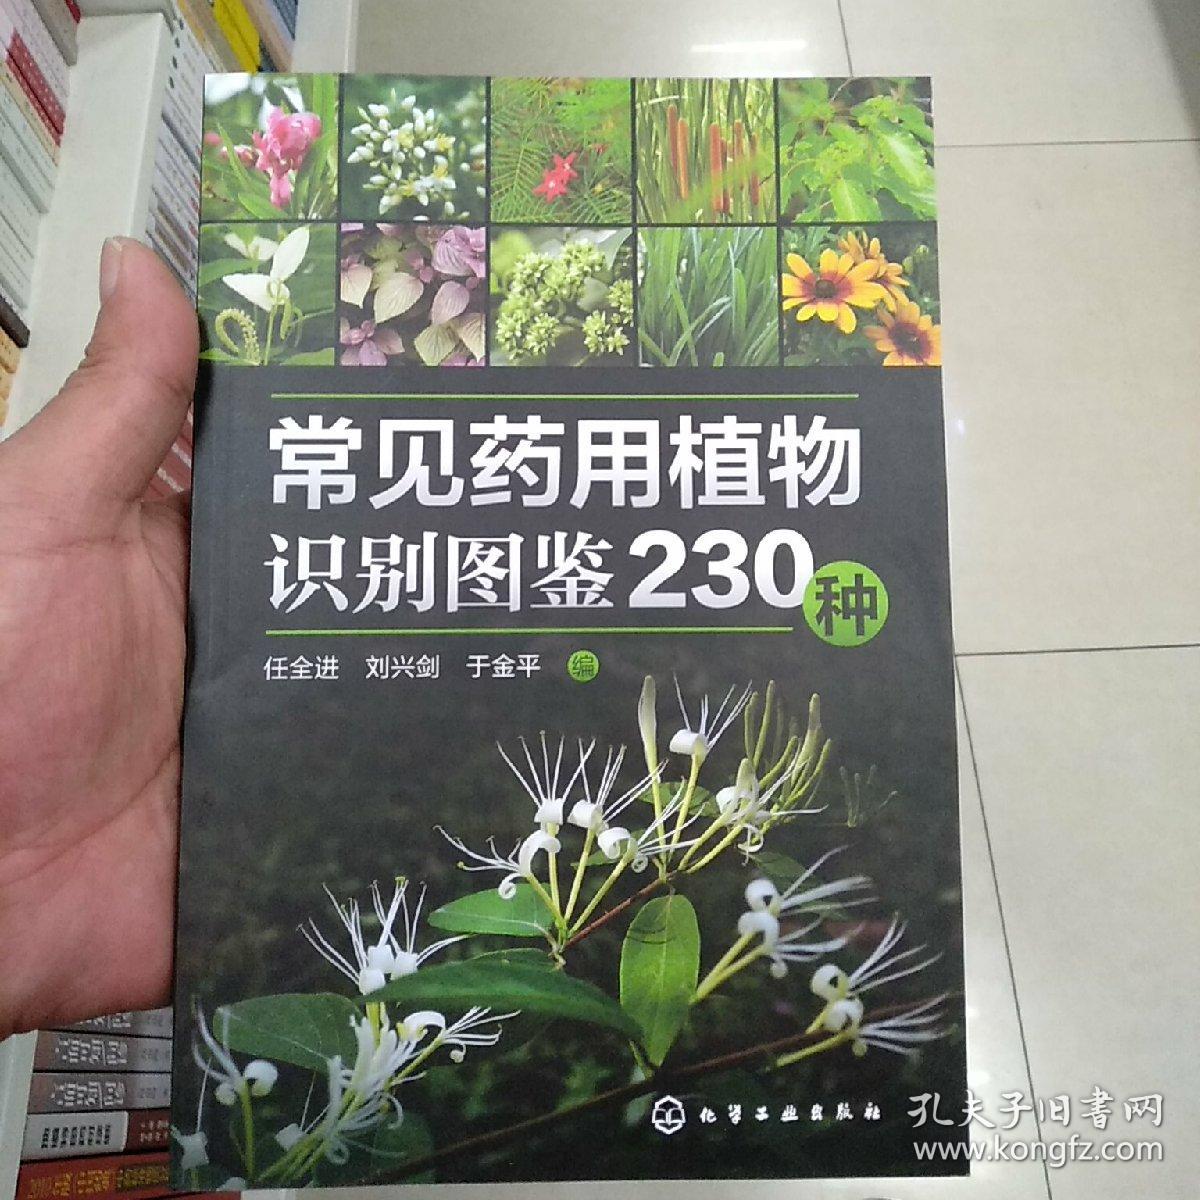 常见药用植物
识别图鉴230种
任全进 刘兴剑 于金平 编
化学工业出版社
孔夫子旧書网
www.kongfz.com